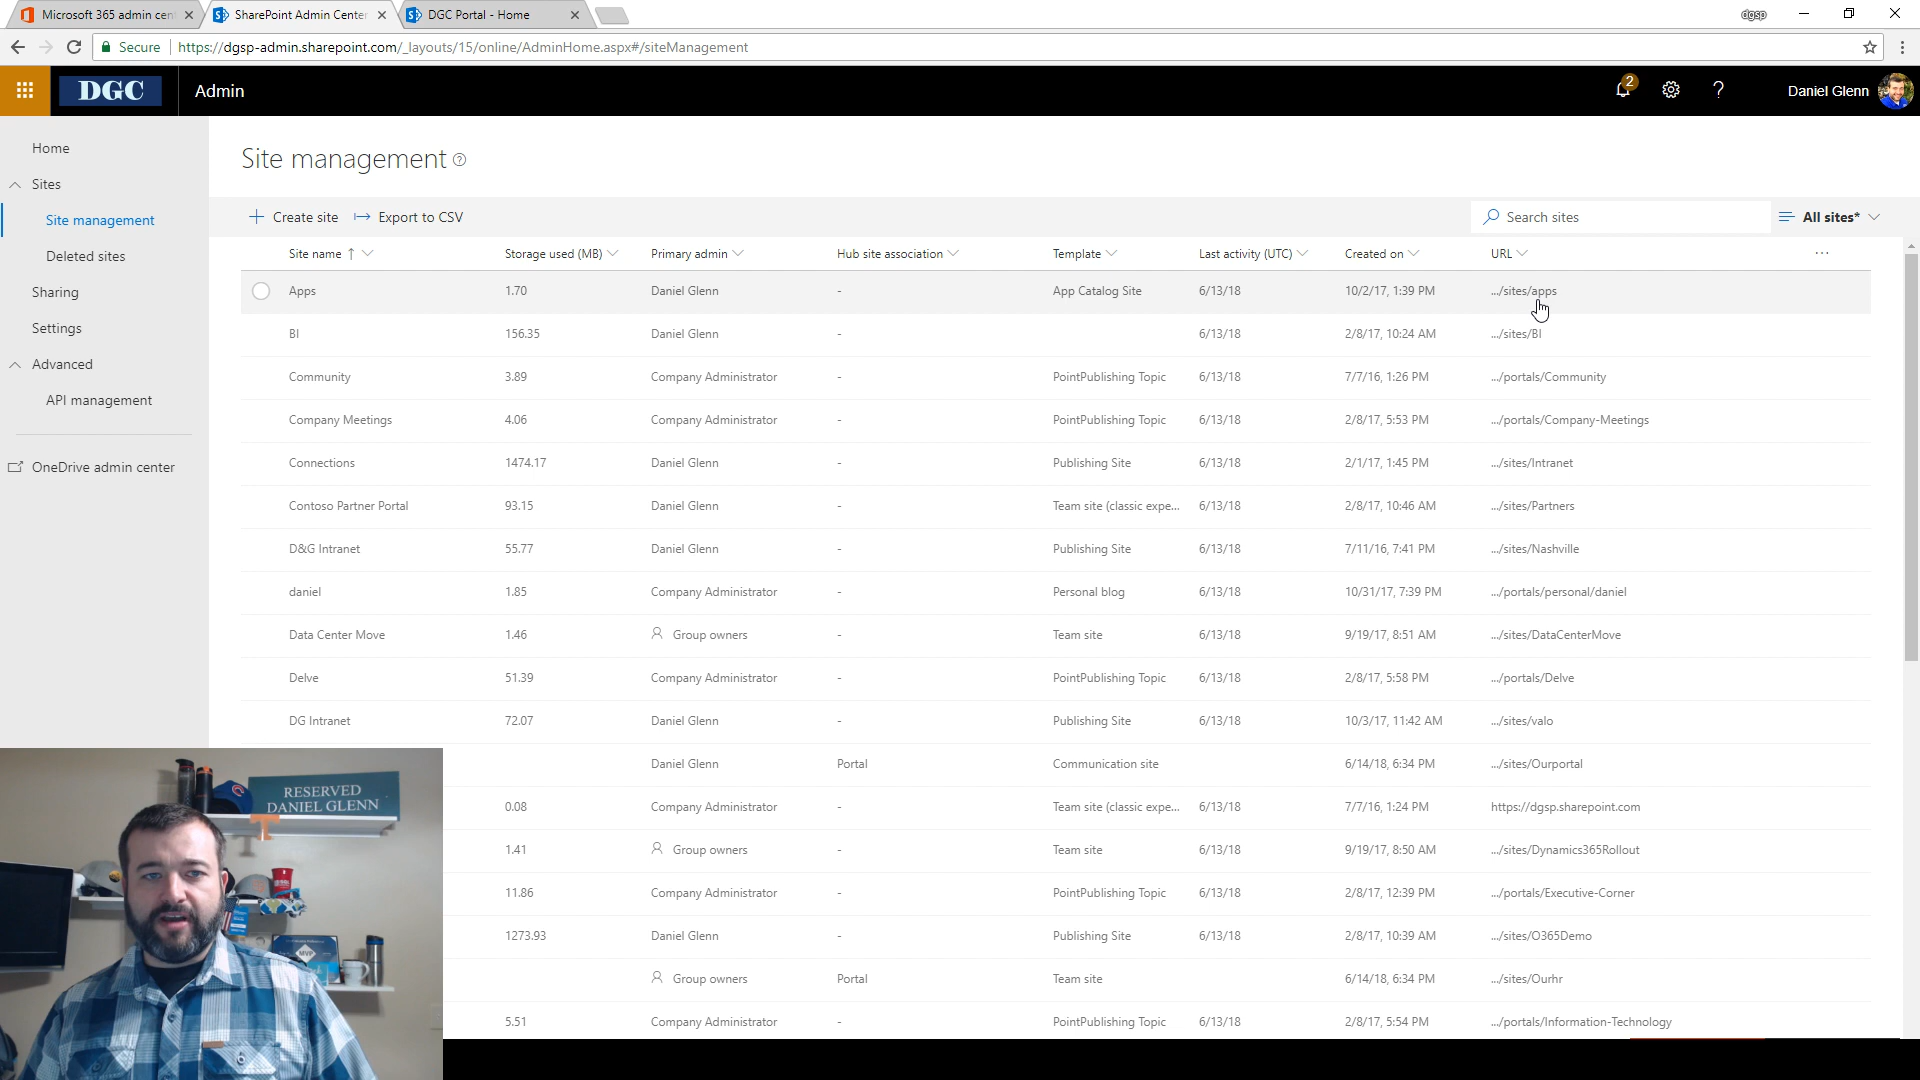 Microsoft 365 admin cen
SharePoint Admin Center
DGC Portal - Home
dgsp
Secure
https://dgsp-admin.sharepoint.com/_layouts/15/online/AdminHome.aspx#/siteManagement
DGC
Admin
2
?
Daniel Glenn
Home
Sites
Site management
Deleted sites
Sharing
Settings
Advanced
API management
OneDrive admin center
Site management ?
+ Create site
Export to CSV
Search sites
All sites*
Site name ↑ Storage used (MB) Primary admin Hub site association Template Last activity (UTC) Created on URL ...
Apps 1.70 Daniel Glenn - App Catalog Site 6/13/18 10/2/17, 1:39 PM .../sites/apps
BI 156.35 Daniel Glenn - 6/13/18 2/8/17, 10:24 AM .../sites/BI
Community 3.89 Company Administrator - PointPublishing Topic 6/13/18 7/7/16, 1:26 PM .../portals/Community
Company Meetings 4.06 Company Administrator - PointPublishing Topic 6/13/18 2/8/17, 5:53 PM .../portals/Company-Meetings
Connections 1474.17 Daniel Glenn - Publishing Site 6/13/18 2/1/17, 1:45 PM .../sites/Intranet
Contoso Partner Portal 93.15 Daniel Glenn - Team site (classic expe... 6/13/18 2/8/17, 10:46 AM .../sites/Partners
D&G Intranet 55.77 Daniel Glenn - Publishing Site 6/13/18 7/11/16, 7:41 PM .../sites/Nashville
daniel 1.85 Company Administrator - Personal blog 6/13/18 10/31/17, 7:39 PM .../portals/personal/daniel
Data Center Move 1.46 Group owners - Team site 6/13/18 9/19/17, 8:51 AM .../sites/DataCenterMove
Delve 51.39 Company Administrator - PointPublishing Topic 6/13/18 2/8/17, 5:58 PM .../portals/Delve
DG Intranet 72.07 Daniel Glenn - Publishing Site 6/13/18 10/3/17, 11:42 AM .../sites/valo
Daniel Glenn Portal Communication site 6/14/18, 6:34 PM .../sites/Ourportal
0.08 Company Administrator - Team site (classic expe... 6/13/18 7/7/16, 1:24 PM https://dgsp.sharepoint.com
1.41 Group owners - Team site 6/13/18 9/19/17, 8:50 AM .../sites/Dynamics365Rollout
11.86 Company Administrator - PointPublishing Topic 6/13/18 2/8/17, 12:39 PM .../portals/Executive-Corner
1273.93 Daniel Glenn - Publishing Site 6/13/18 2/8/17, 10:39 AM .../sites/O365Demo
Group owners Portal Team site 6/14/18, 6:34 PM .../sites/Ourhr
5.51 Company Administrator - PointPublishing Topic 6/13/18 2/8/17, 5:54 PM .../portals/Information-Technology
RESERVED
DANIEL GLENN
T
C
MVP